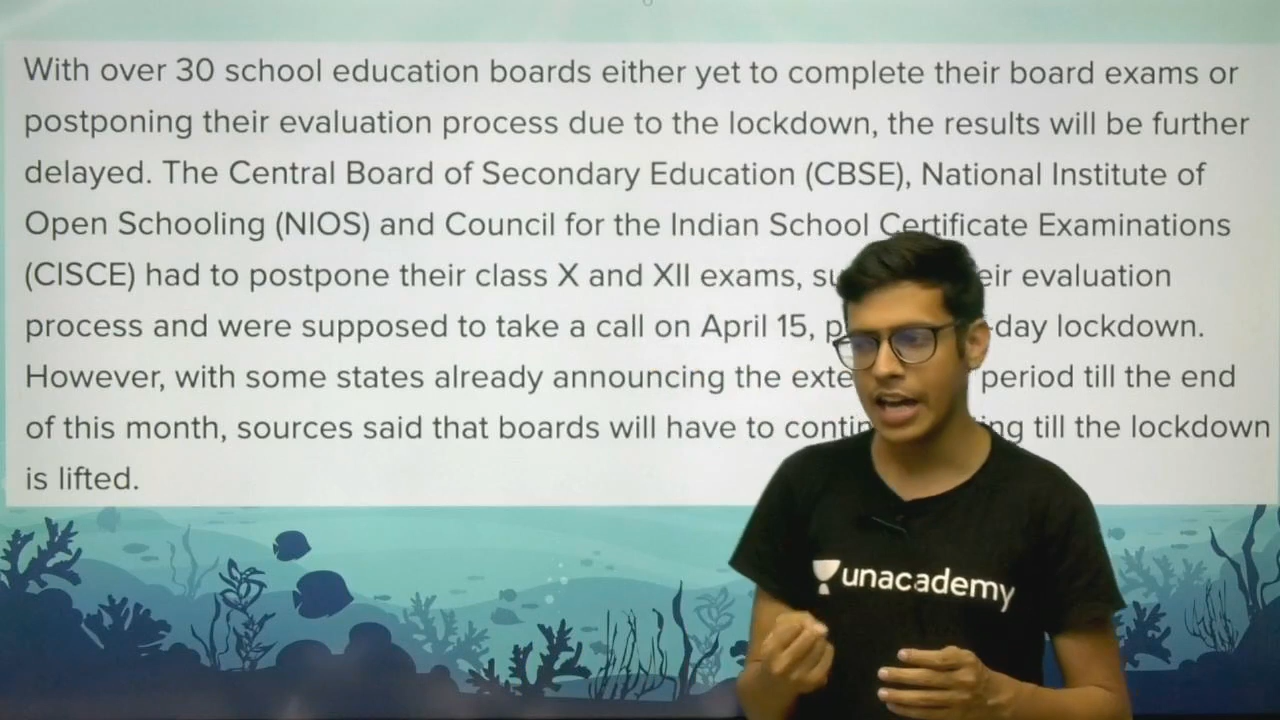 With over 30 school education boards either yet to complete their board exams or
postponing their evaluation process due to the lockdown, the results will be further
delayed. The Central Board of Secondary Education (CBSE), National Institute of
Open Schooling (NIOS) and Council for the Indian School Certificate Examinations
(CISCE) had to postpone their class X and XII exams, evaluation
process and were supposed to take a call on April 15, -day lockdown.
However, with some states already announcing the period till the end
of this month, sources said that boards will have to till the lockdown
is lifted.
unacademy